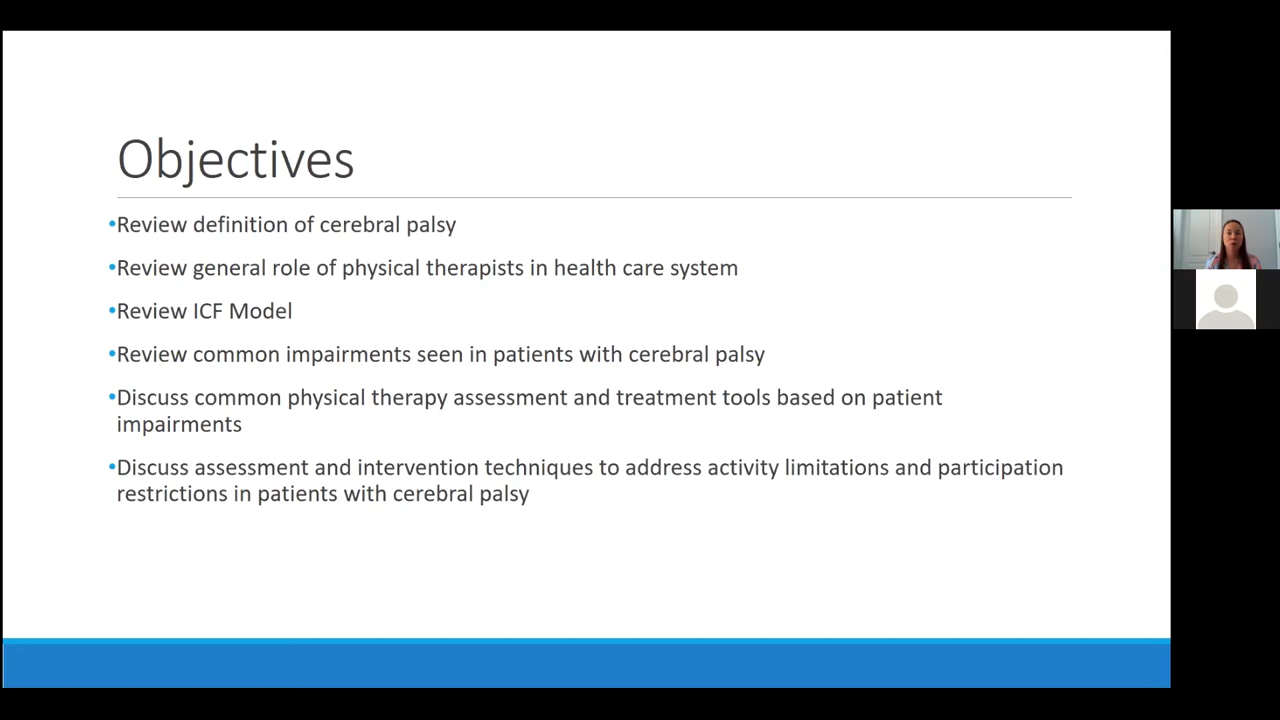 Objectives
•Review definition of cerebral palsy
•Review general role of physical therapists in health care system
•Review ICF Model
•Review common impairments seen in patients with cerebral palsy
•Discuss common physical therapy assessment and treatment tools based on patient
impairments
•Discuss assessment and intervention techniques to address activity limitations and participation
restrictions in patients with cerebral palsy